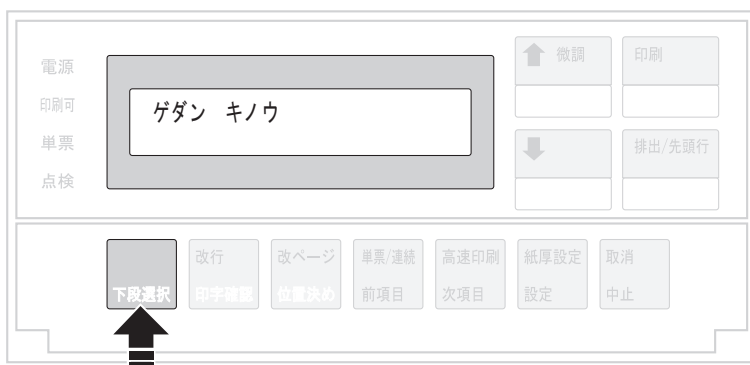 電源
印刷可
単票
点検
ゲダン キノウ
微調
印刷
排出/先頭行
下段選択
改行
印字確認
改ページ
位置決め
単票/連続
前項目
高速印刷
次項目
紙厚設定
設定
取消
中止